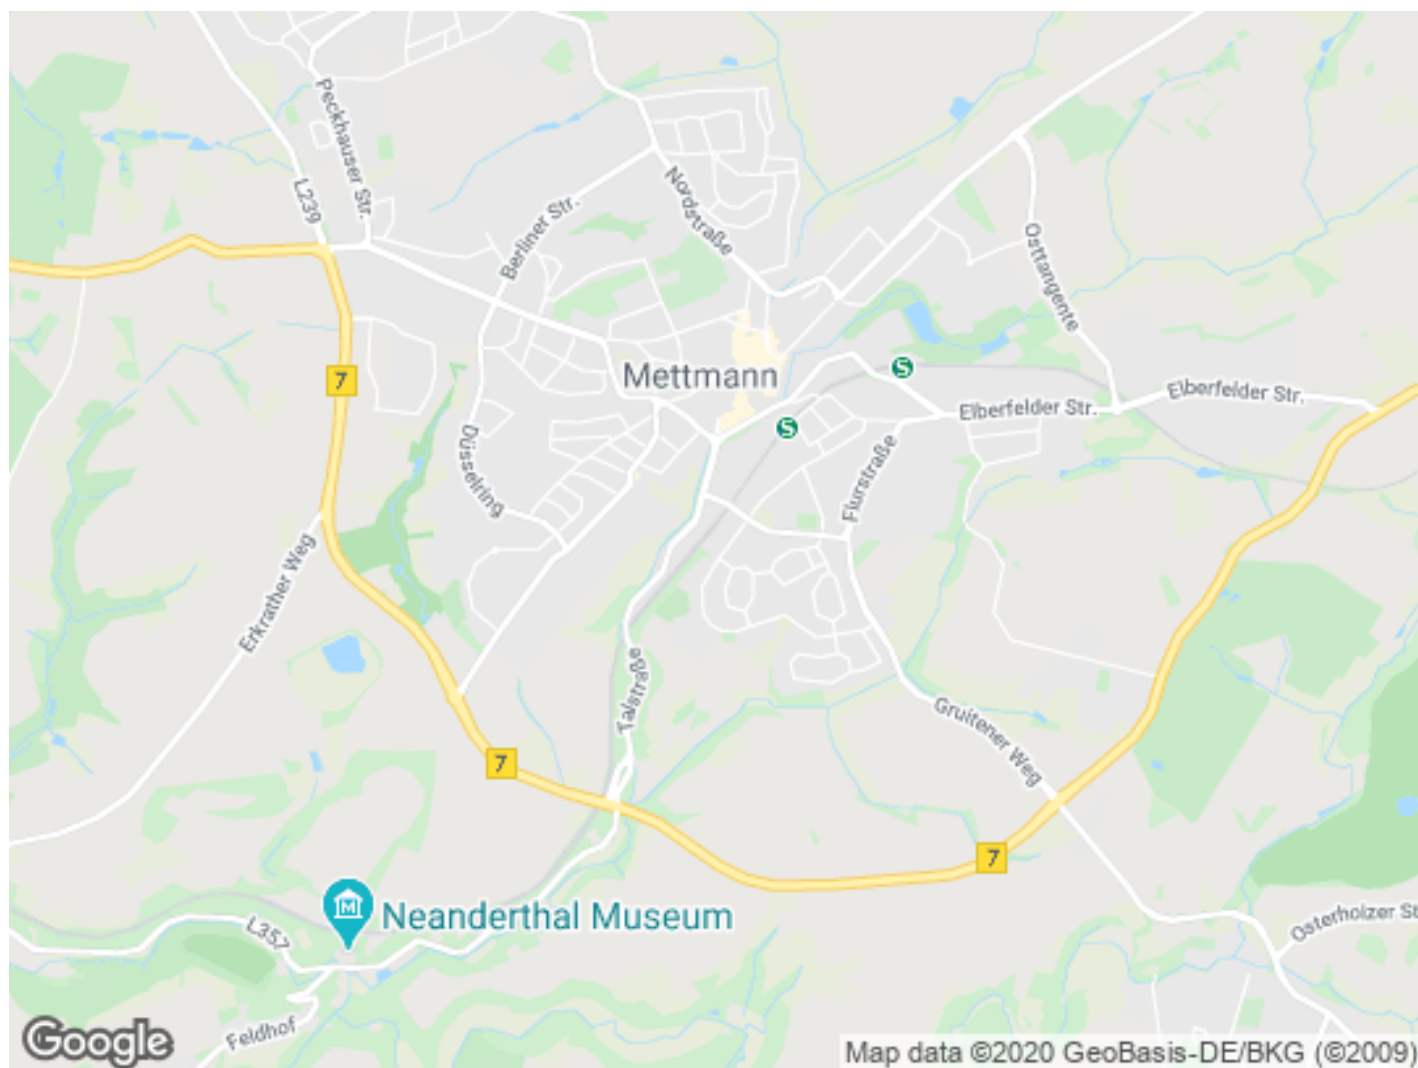 Peckhauser Str.
L239
Nordstraße
Berliner Str.
Osttangente
7
Mettmann
S
S
Elberfelder Str.
Elberfelder Str.
Düsselring
Flurstraße
Erkrather Weg
Talstraße
Gruitener Weg
7
7
Neanderthal Museum
M
L357
Osterholzer St
Feldhof
Google
Map data ©2020 GeoBasis-DE/BKG (©2009)